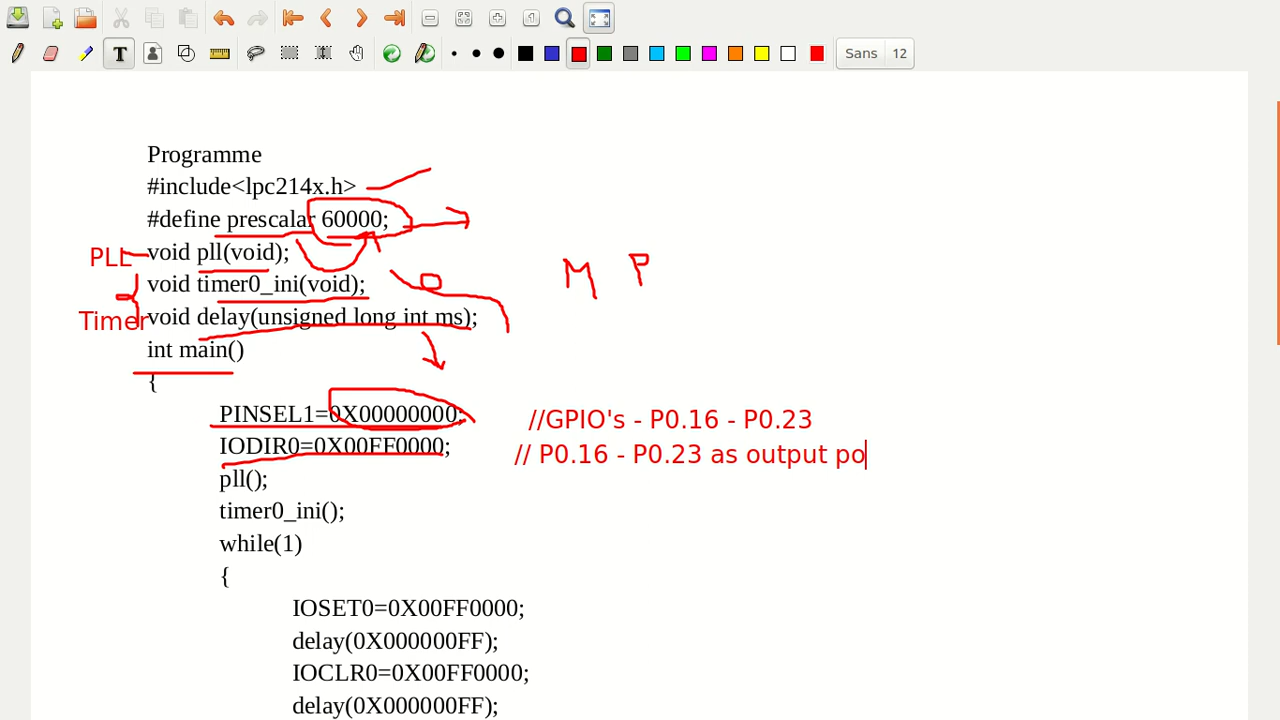 Sans 12
Programme
#include<lpc214x.h>
#define prescalar 60000;
PLL void pll(void);
void timer0_ini(void);
M P
Timer void delay(unsigned long int ms);
int main()
{
PINSEL1=0X00000000; //GPIO's - P0.16 - P0.23
IODIR0=0X00FF0000; // P0.16 - P0.23 as output po
pll();
timer0_ini();
while(1)
{
IOSET0=0X00FF0000;
delay(0X000000FF);
IOCLR0=0X00FF0000;
delay(0X000000FF);